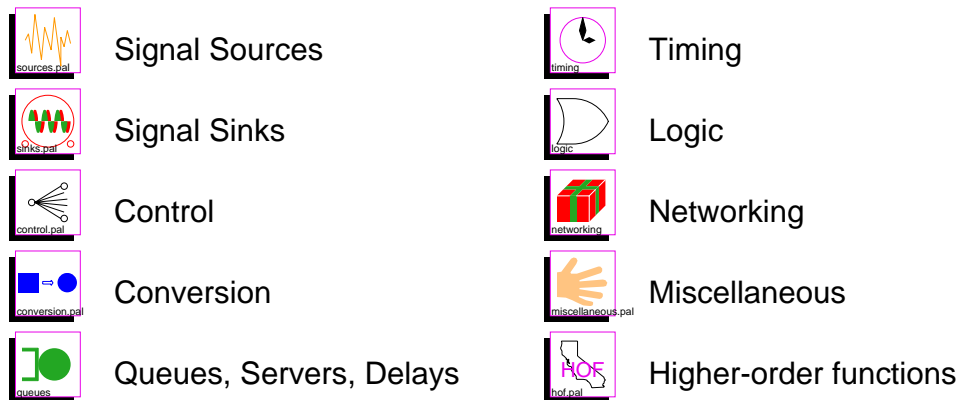 sources.pal
Signal Sources
sinks.pal
Signal Sinks
control.pal
Control
conversion.pal
Conversion
queues
Queues, Servers, Delays
timing
Timing
logic
Logic
networking
Networking
miscellaneous.pal
Miscellaneous
HOF
hof.pal
Higher-order functions